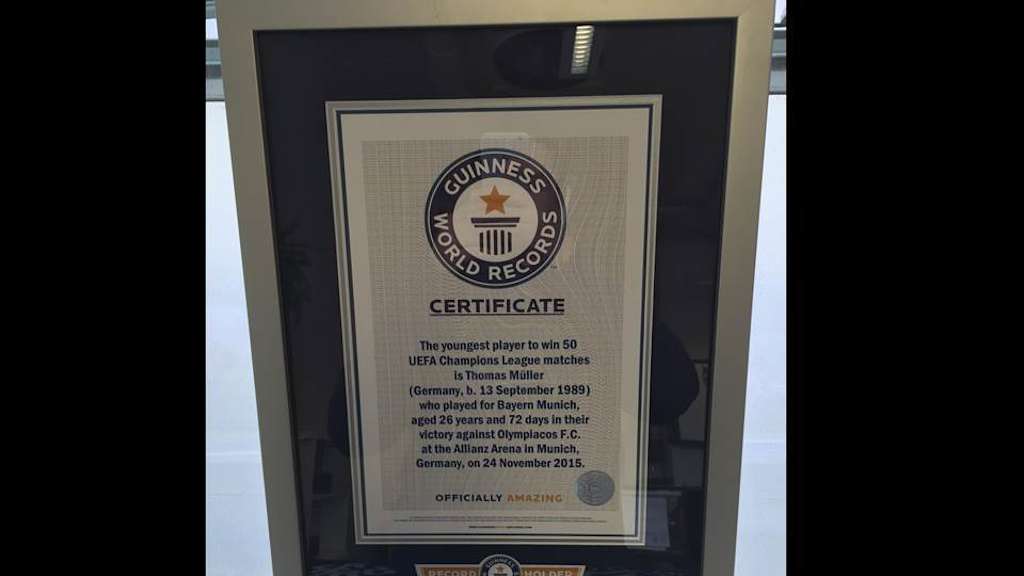 GUINNESS
WORLD RECORDS
CERTIFICATE
The youngest player to win 50
UEFA Champions League matches
is Thomas Müller
(Germany, b. 13 September 1989)
who played for Bayern Munich,
aged 26 years and 72 days in their
victory against Olympiacos F.C.
at the Allianz Arena in Munich,
Germany, on 24 November 2015.
OFFICIALLY AMAZING
RECORD HOLDER